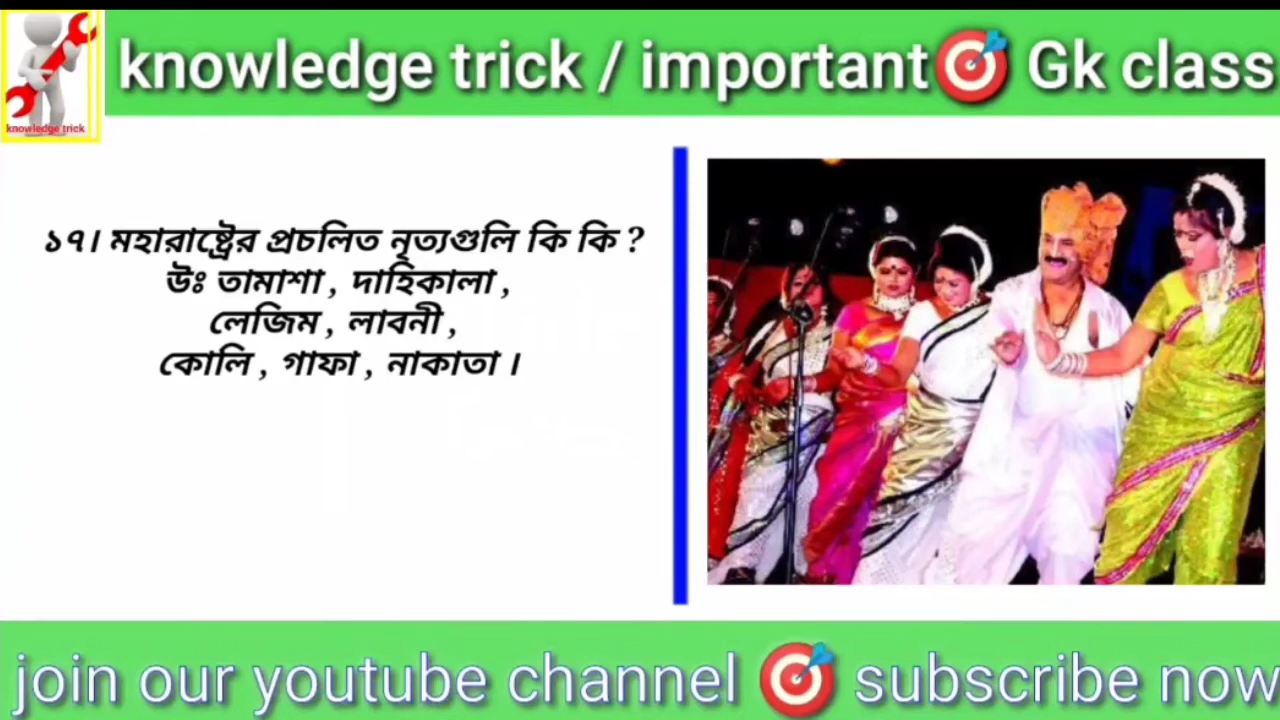 knowledge trick / important🎯 Gk class
knowledge trick
১৭। মহারাষ্ট্রের প্রচলিত নৃত্যগুলি কি কি ?
উঃ তামাশা , দাহিকালা ,
লেজিম , লাবনী ,
কোলি , গাফা , নাকাতা ।
join our youtube channel 🎯 subscribe now